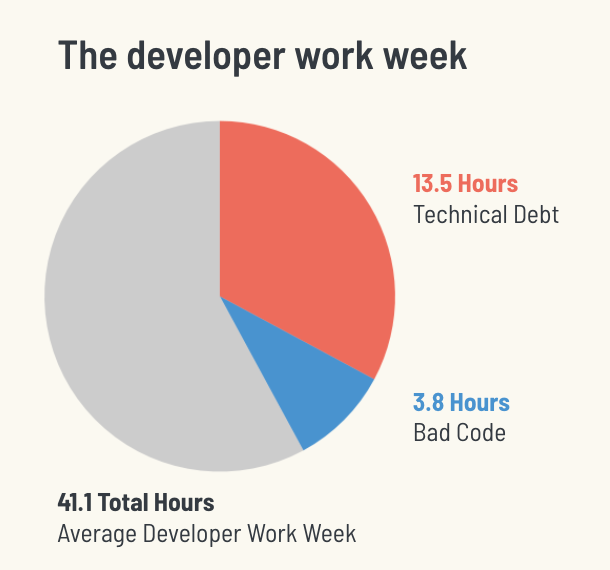 The developer work week
13.5 Hours
Technical Debt
3.8 Hours
Bad Code
41.1 Total Hours
Average Developer Work Week